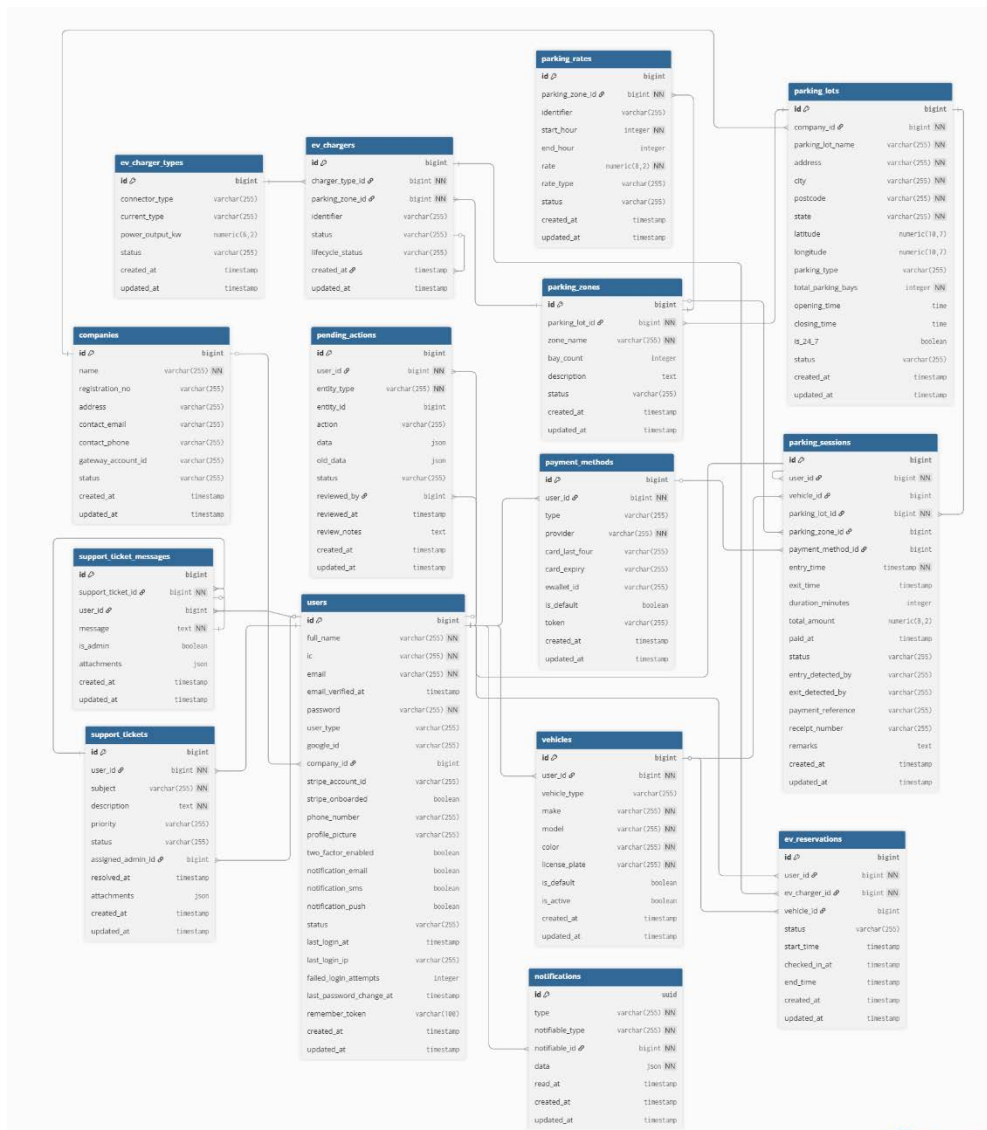 parking_rates
id bigint
parking_zone_id bigint NN
identifier varchar(255)
start_hour integer NN
end_hour integer
rate numeric(8,2) NN
rate_type varchar(255)
status varchar(255)
created_at timestamp
updated_at timestamp
parking_lots
id bigint
company_id bigint NN
parking_lot_name varchar(255) NN
address varchar(255) NN
city varchar(255) NN
postcode varchar(255) NN
state varchar(255) NN
latitude numeric(10,7)
longitude numeric(10,7)
parking_type varchar(255)
total_parking_bays integer NN
opening_time time
closing_time time
is_24_7 boolean
status varchar(255)
created_at timestamp
updated_at timestamp
ev_chargers
id bigint
charger_type_id bigint NN
parking_zone_id bigint NN
identifier varchar(255)
status varchar(255)
lifecycle_status varchar(255)
created_at timestamp
updated_at timestamp
ev_charger_types
id bigint
connector_type varchar(255)
current_type varchar(255)
power_output_kw numeric(6,2)
status varchar(255)
created_at timestamp
updated_at timestamp
parking_zones
id bigint
parking_lot_id bigint NN
zone_name varchar(255) NN
bay_count integer
description text
status varchar(255)
created_at timestamp
updated_at timestamp
companies
id bigint
name varchar(255) NN
registration_no varchar(255)
address varchar(255)
contact_email varchar(255)
contact_phone varchar(255)
gateway_account_id varchar(255)
status varchar(255)
created_at timestamp
updated_at timestamp
pending_actions
id bigint
user_id bigint NN
entity_type varchar(255) NN
entity_id bigint
action varchar(255)
data json
old_data json
status varchar(255)
reviewed_by bigint
reviewed_at timestamp
review_notes text
created_at timestamp
updated_at timestamp
parking_sessions
id bigint
user_id bigint NN
vehicle_id bigint
parking_lot_id bigint NN
parking_zone_id bigint
payment_method_id bigint
entry_time timestamp NN
exit_time timestamp
duration_minutes integer
total_amount numeric(8,2)
paid_at timestamp
status varchar(255)
entry_detected_by varchar(255)
exit_detected_by varchar(255)
payment_reference varchar(255)
receipt_number varchar(255)
remarks text
created_at timestamp
updated_at timestamp
payment_methods
id bigint
user_id bigint NN
type varchar(255)
provider varchar(255) NN
card_last_four varchar(255)
card_expiry varchar(255)
ewallet_id varchar(255)
is_default boolean
token varchar(255)
created_at timestamp
updated_at timestamp
support_ticket_messages
id bigint
support_ticket_id bigint NN
user_id bigint
message text NN
is_admin boolean
attachments json
created_at timestamp
updated_at timestamp
users
id bigint
full_name varchar(255) NN
ic varchar(255) NN
email varchar(255) NN
email_verified_at timestamp
password varchar(255) NN
user_type varchar(255)
google_id varchar(255)
company_id bigint
stripe_account_id varchar(255)
stripe_onboarded boolean
phone_number varchar(255)
profile_picture varchar(255)
two_factor_enabled boolean
notification_email boolean
notification_sms boolean
notification_push boolean
status varchar(255)
last_login_at timestamp
last_login_ip varchar(255)
failed_login_attempts integer
last_password_change_at timestamp
remember_token varchar(100)
created_at timestamp
updated_at timestamp
support_tickets
id bigint
user_id bigint NN
subject varchar(255) NN
description text NN
priority varchar(255)
status varchar(255)
assigned_admin_id bigint
resolved_at timestamp
attachments json
created_at timestamp
updated_at timestamp
vehicles
id bigint
user_id bigint NN
vehicle_type varchar(255)
make varchar(255) NN
model varchar(255) NN
color varchar(255) NN
license_plate varchar(255) NN
is_default boolean
is_active boolean
created_at timestamp
updated_at timestamp
ev_reservations
id bigint
user_id bigint NN
ev_charger_id bigint NN
vehicle_id bigint
status varchar(255)
start_time timestamp
checked_in_at timestamp
end_time timestamp
created_at timestamp
updated_at timestamp
notifications
id uuid
type varchar(255) NN
notifiable_type varchar(255) NN
notifiable_id bigint NN
data json NN
read_at timestamp
created_at timestamp
updated_at timestamp